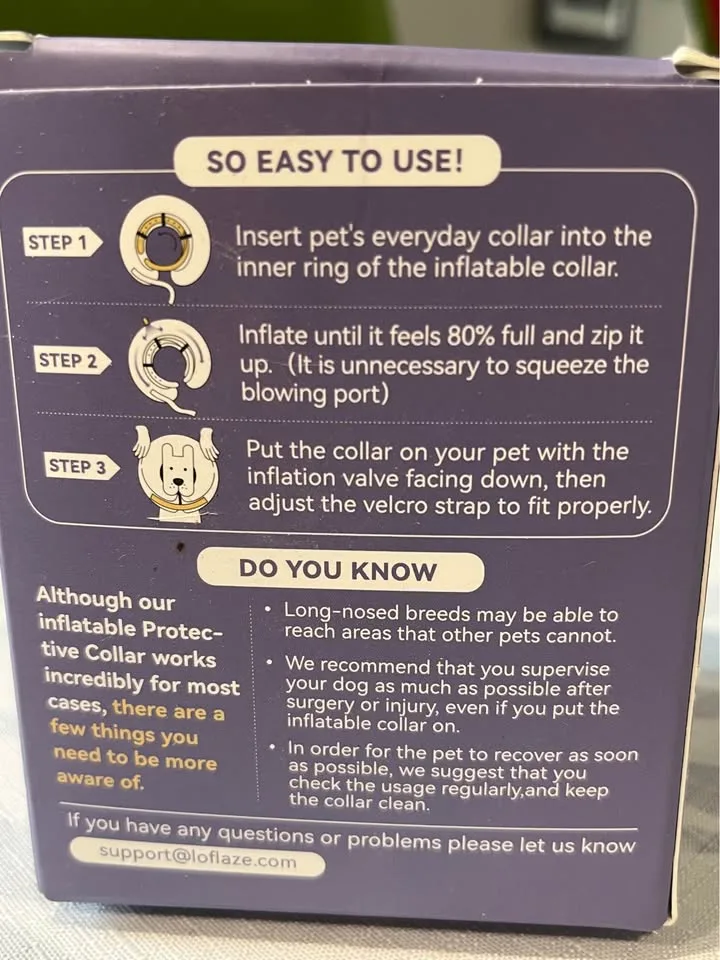 SO EASY TO USE!
STEP 1
Insert pet's everyday collar into the
inner ring of the inflatable collar.
STEP 2
Inflate until it feels 80% full and zip it
up. (It is unnecessary to squeeze the
blowing port)
STEP 3
Put the collar on your pet with the
inflation valve facing down, then
adjust the velcro strap to fit properly.
DO YOU KNOW
Although our
inflatable Protec-
tive Collar works
incredibly for most
cases, there are a
few things you
need to be more
aware of.
• Long-nosed breeds may be able to
reach areas that other pets cannot.
• We recommend that you supervise
your dog as much as possible after
surgery or injury, even if you put the
inflatable collar on.
• In order for the pet to recover as soon
as possible, we suggest that you
check the usage regularly,and keep
the collar clean.
If you have any questions or problems please let us know
support@loflaze.com